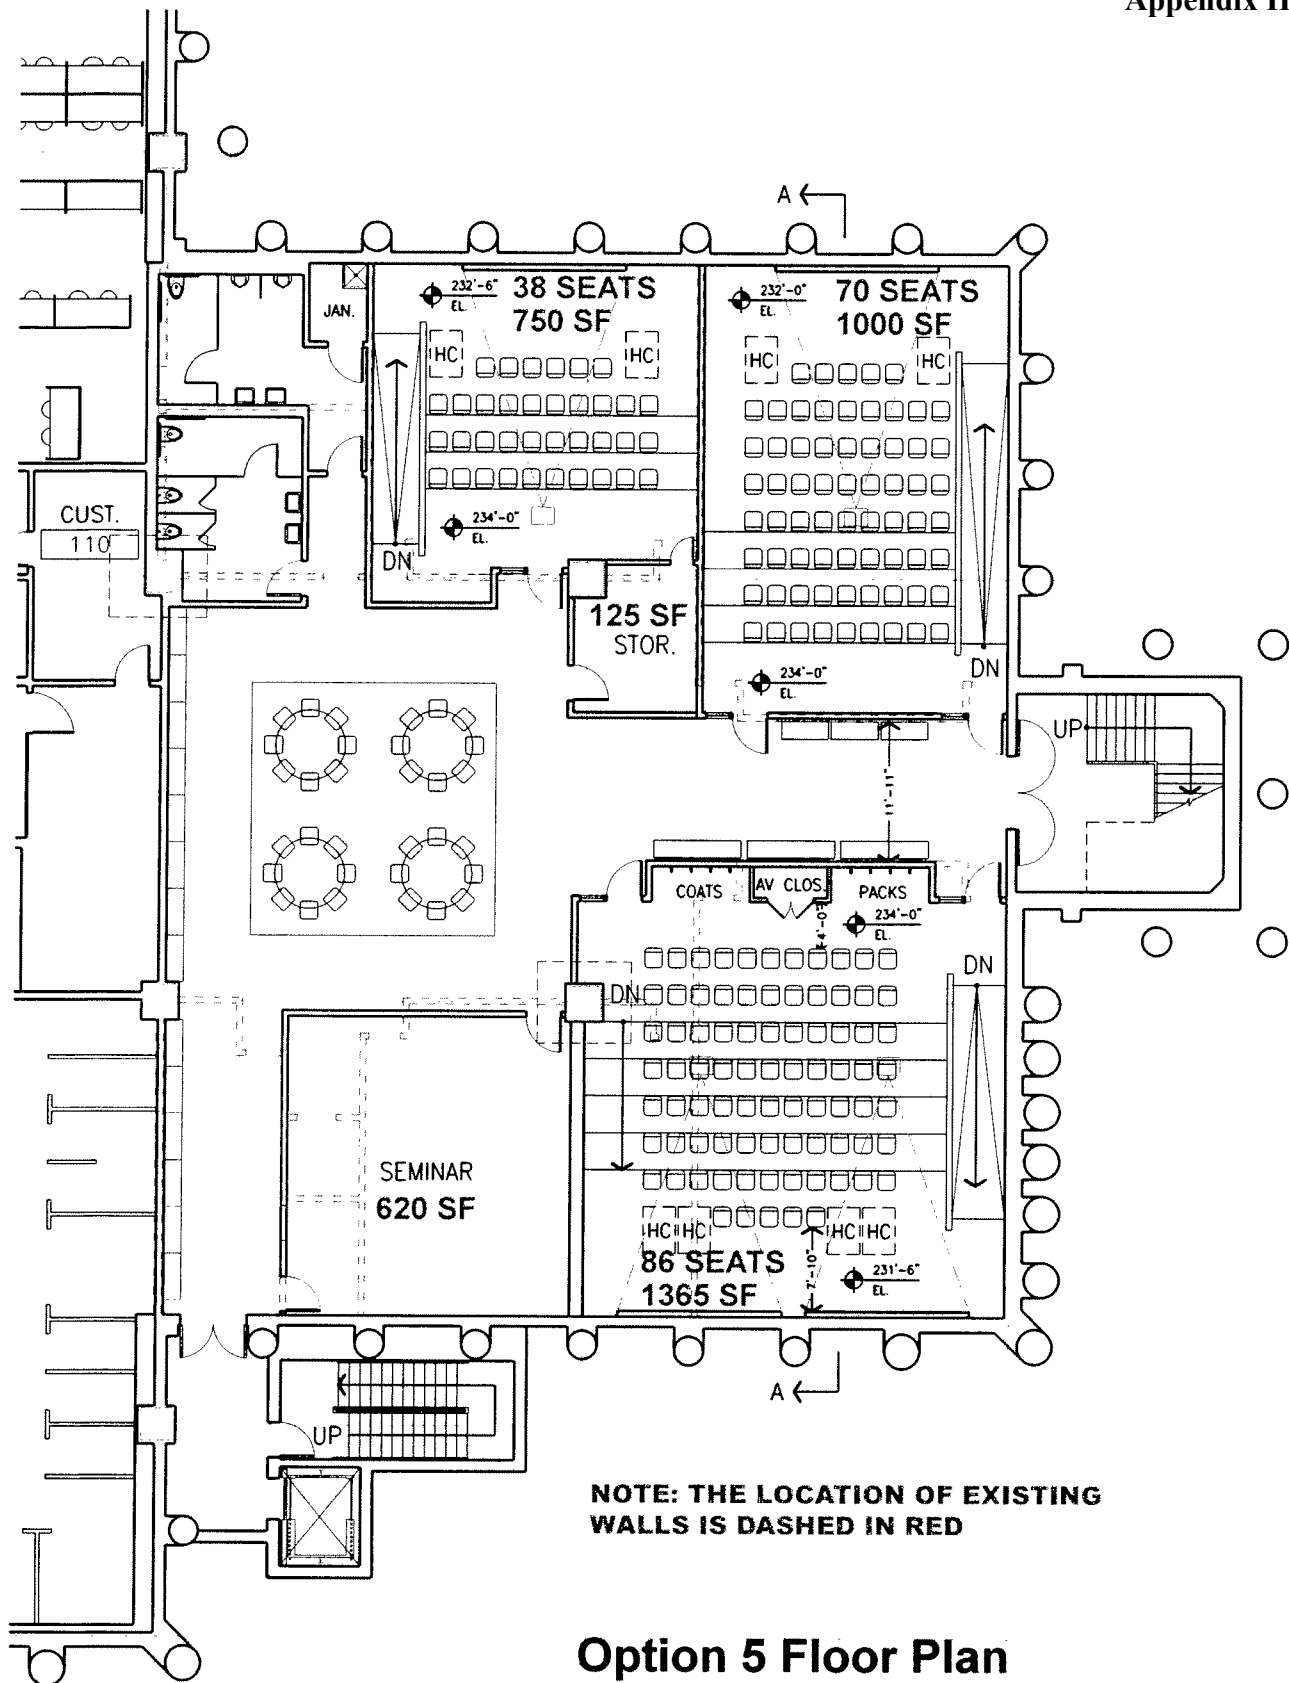 Appendix II
A
232'-6"
EL.
38 SEATS
750 SF
232'-0"
EL.
70 SEATS
1000 SF
JAN.
HC
HC
HC
HC
CUST.
110
234'-0"
EL.
DN
125 SF
STOR.
234'-0"
EL.
DN
UP
11'-11"
COATS
AV CLOS.
PACKS
4'-0"
234'-0"
EL.
DN
DN
SEMINAR
620 SF
HC
HC
HC
HC
86 SEATS
1365 SF
7'-10"
231'-6"
EL.
A
UP
NOTE: THE LOCATION OF EXISTING
WALLS IS DASHED IN RED
Option 5 Floor Plan